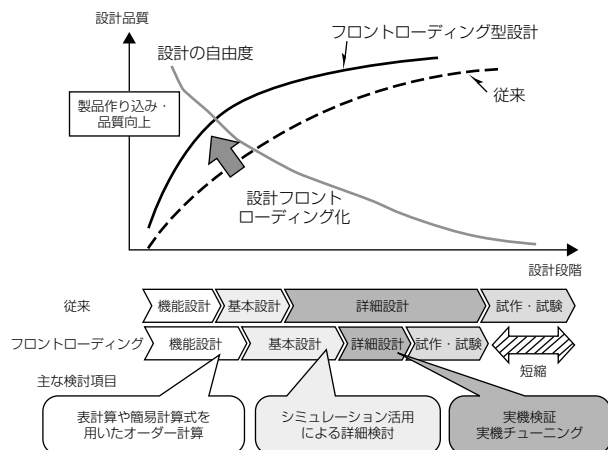 設計品質
フロントローディング型設計
設計の自由度
従来
製品作り込み・
品質向上
設計フロント
ローディング化
設計段階
従来
機能設計
基本設計
詳細設計
試作・試験
フロントローディング
機能設計
基本設計
詳細設計
試作・試験
短縮
主な検討項目
表計算や簡易計算式を
用いたオーダー計算
シミュレーション活用
による詳細検討
実機検証
実機チューニング